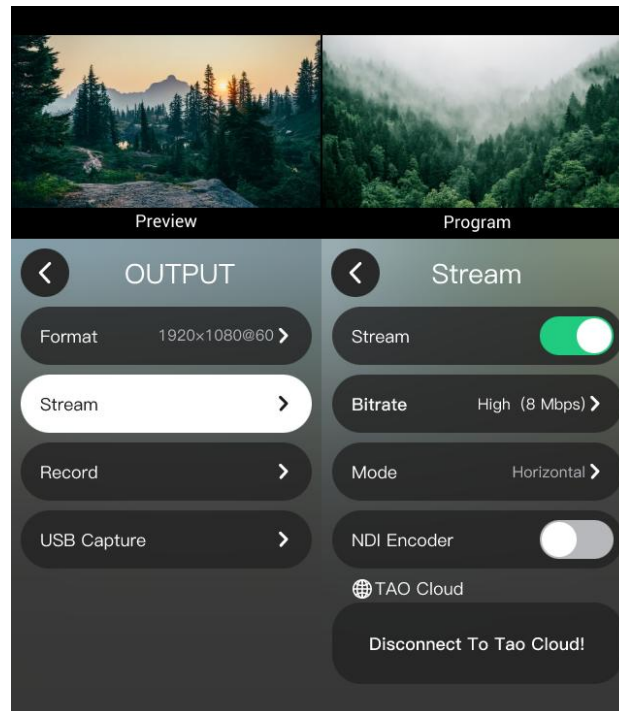 Preview
Program
OUTPUT
Format 1920×1080@60
Stream
Record
USB Capture
Stream
Stream
Bitrate High (8 Mbps)
Mode Horizontal
NDI Encoder
TAO Cloud
Disconnect To Tao Cloud!